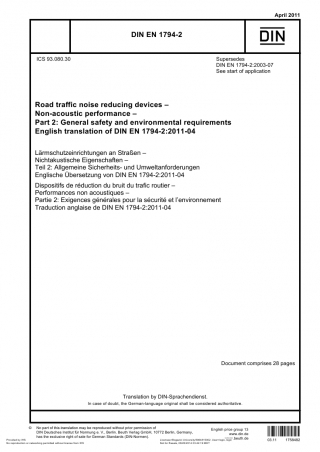 April 2011
DIN EN 1794-2
DIN
ICS 93.080.30
Supersedes
DIN EN 1794-2:2003-07
See start of application
Road traffic noise reducing devices –
Non-acoustic performance –
Part 2: General safety and environmental requirements
English translation of DIN EN 1794-2:2011-04
Lärmschutzeinrichtungen an Straßen –
Nichtakustische Eigenschaften –
Teil 2: Allgemeine Sicherheits- und Umweltanforderungen
Englische Übersetzung von DIN EN 1794-2:2011-04
Dispositifs de réduction du bruit du trafic routier –
Performances non acoustiques –
Partie 2: Exigences générales pour la sécurité et l'environnement
Traduction anglaise de DIN EN 1794-2:2011-04
Document comprises 28 pages
Translation by DIN-Sprachendienst.
In case of doubt, the German-language original shall be considered authoritative.
© No part of this translation may be reproduced without prior permission of
DIN Deutsches Institut für Normung e. V., Berlin. Beuth Verlag GmbH, 10772 Berlin, Germany,
has the exclusive right of sale for German Standards (DIN-Normen).
English price group 13
www.din.de
www.beuth.de